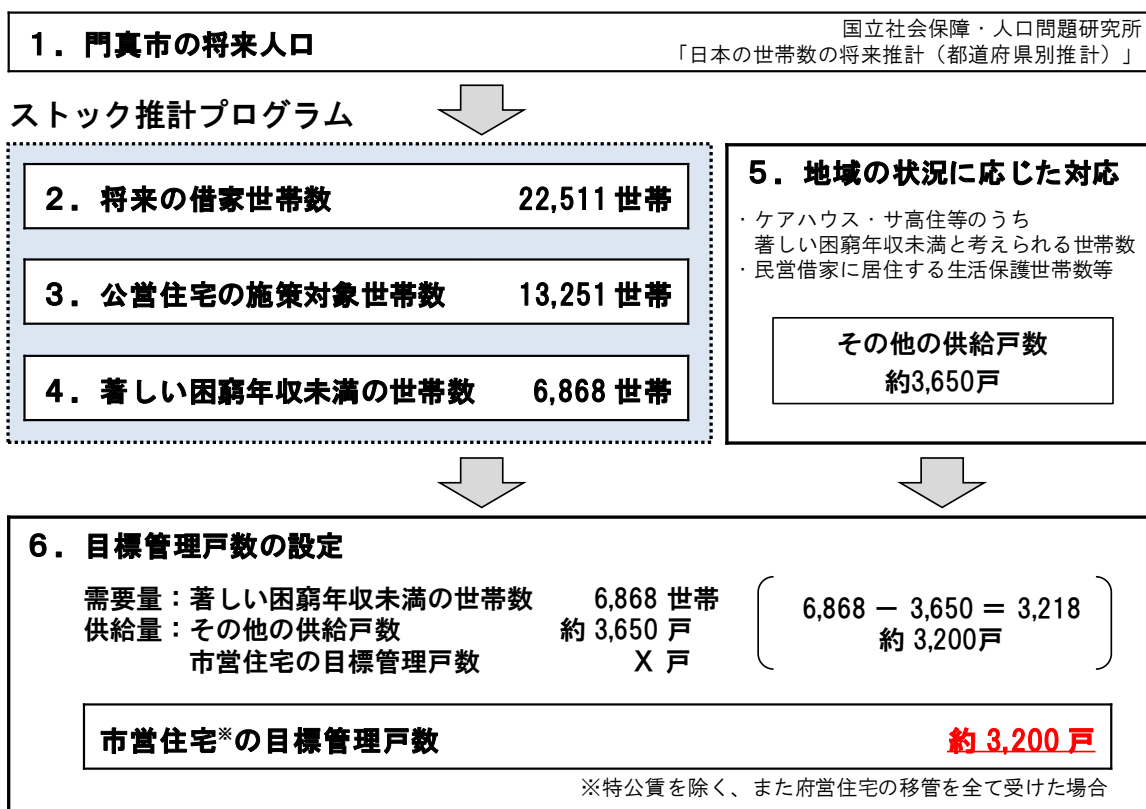 １．門真市の将来人口
国立社会保障・人口問題研究所
「日本の世帯数の将来推計（都道府県別推計）」
ストック推計プログラム
２．将来の借家世帯数 22,511 世帯
３．公営住宅の施策対象世帯数 13,251 世帯
４．著しい困窮年収未満の世帯数 6,868 世帯
５．地域の状況に応じた対応
・ケアハウス・サ高住等のうち
著しい困窮年収未満と考えられる世帯数
・民営借家に居住する生活保護世帯数等
その他の供給戸数
約3,650戸
６．目標管理戸数の設定
需要量：著しい困窮年収未満の世帯数 6,868 世帯
供給量：その他の供給戸数 約 3,650 戸
市営住宅の目標管理戸数 X 戸
6,868 － 3,650 ＝ 3,218
約 3,200戸
市営住宅※の目標管理戸数 約 3,200 戸
※特公賃を除く、また府営住宅の移管を全て受けた場合